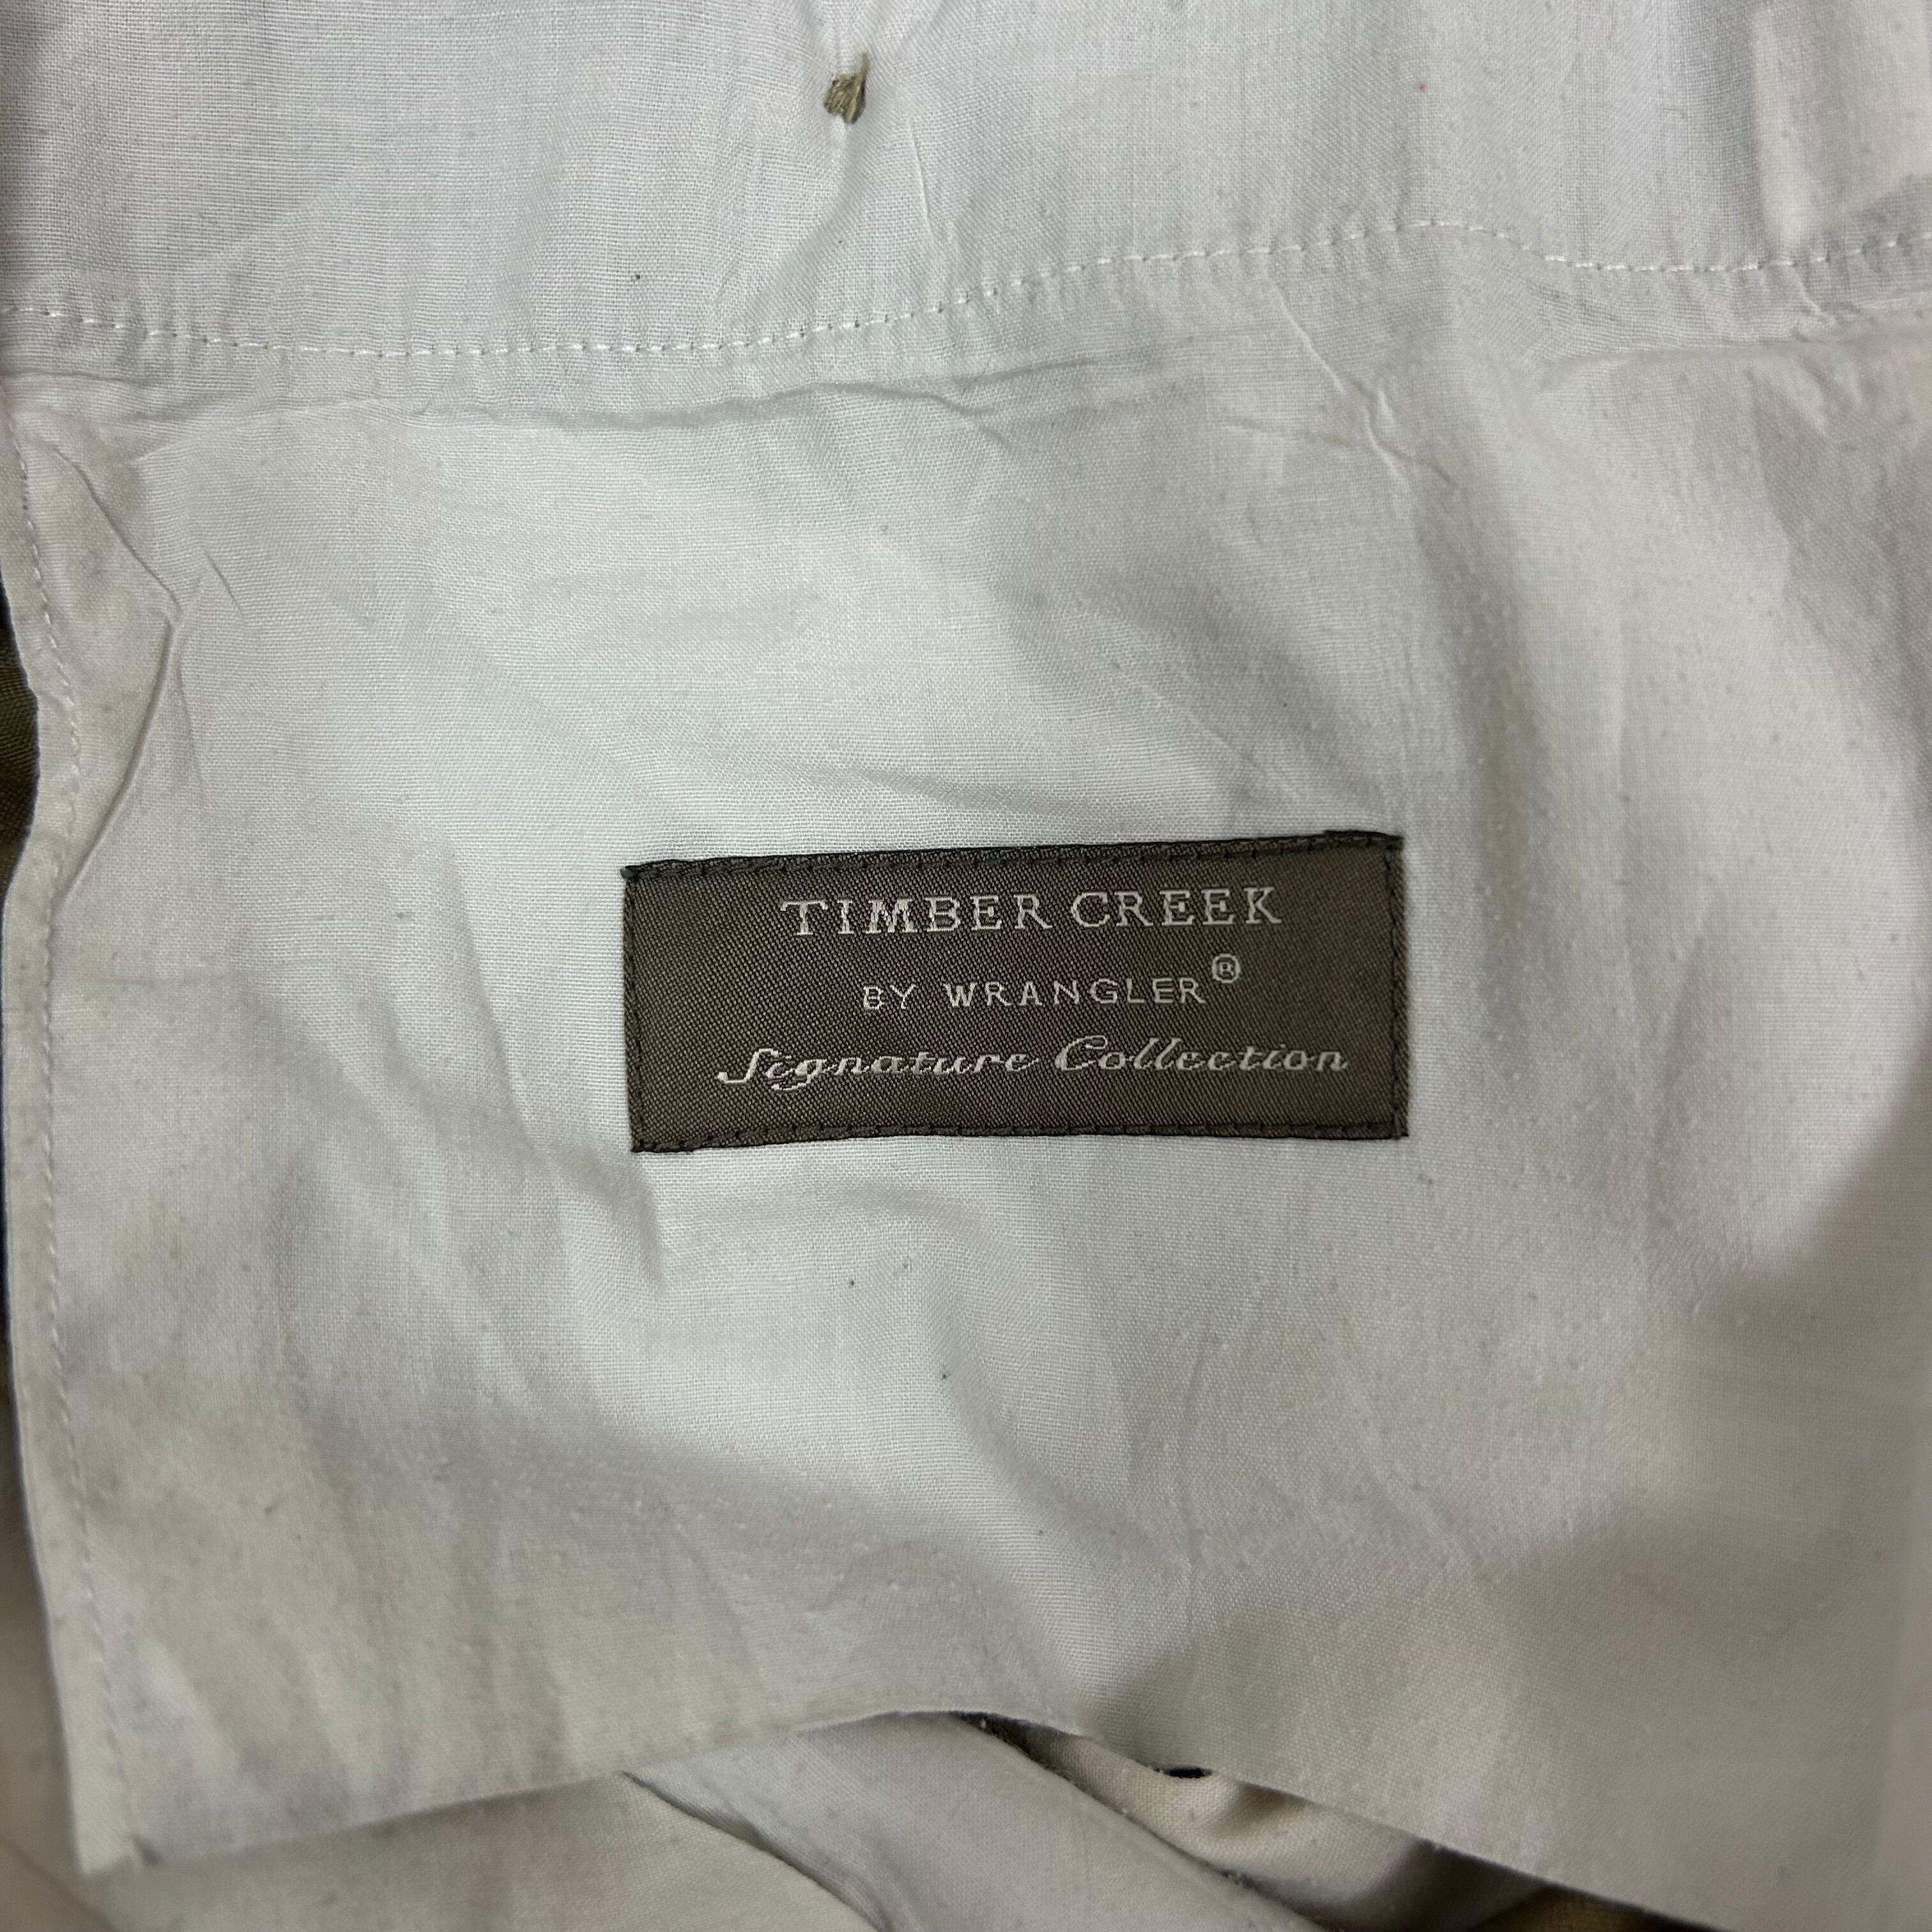 TIMBER CREEK
BY WRANGLER®
Signature Collection